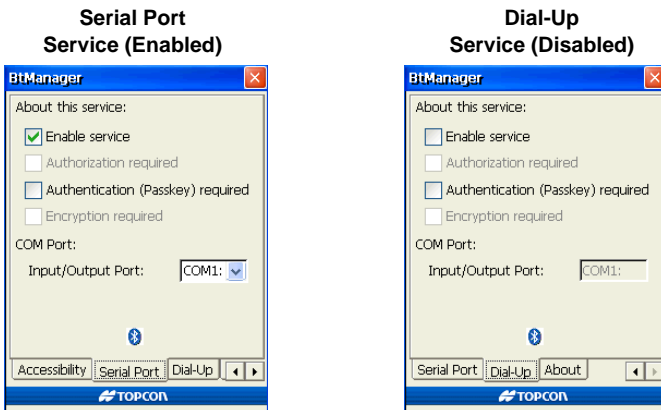 Serial Port
Service (Enabled)
BtManager
About this service:
Enable service
Authorization required
Authentication (Passkey) required
Encryption required
COM Port:
Input/Output Port: COM1:
Accessibility Serial Port Dial-Up
TOPCON
Dial-Up
Service (Disabled)
BtManager
About this service:
Enable service
Authorization required
Authentication (Passkey) required
Encryption required
COM Port:
Input/Output Port: COM1:
Serial Port Dial-Up About
TOPCON